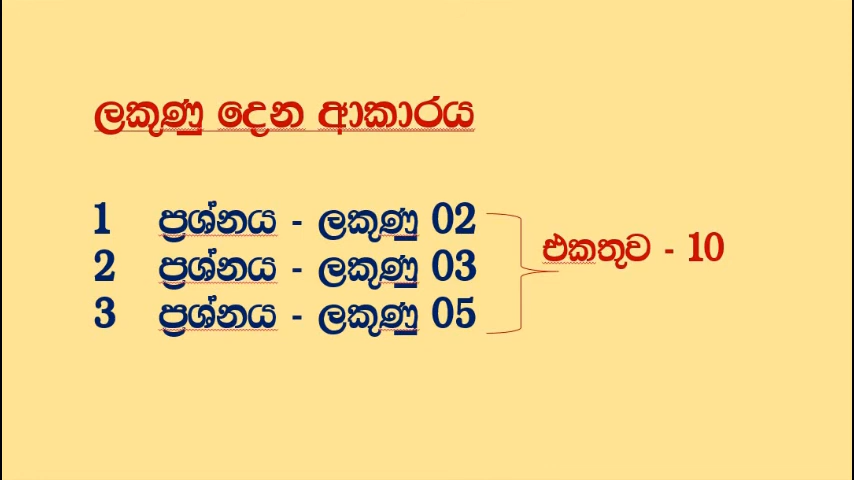 ලකුණු දෙන ආකාරය
1 ප්‍රශ්නය - ලකුණු 02
2 ප්‍රශ්නය - ලකුණු 03
3 ප්‍රශ්නය - ලකුණු 05
එකතුව - 10